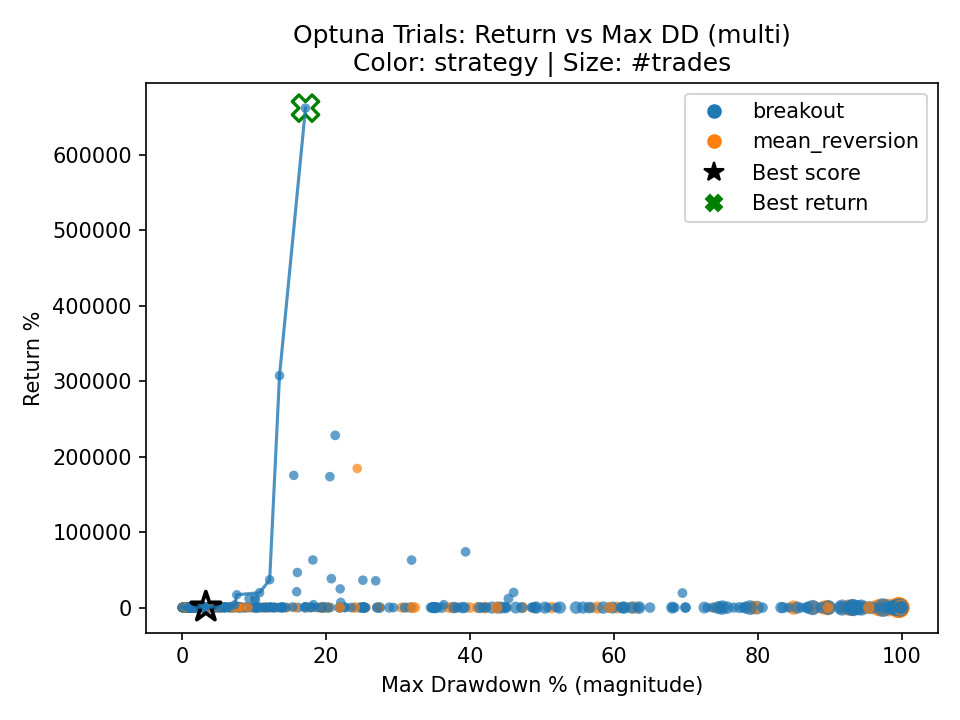 Optuna Trials: Return vs Max DD (multi)
Color: strategy | Size: #trades
breakout
mean_reversion
Best score
Best return
Return %
600000
500000
400000
300000
200000
100000
0
0 20 40 60 80 100
Max Drawdown % (magnitude)